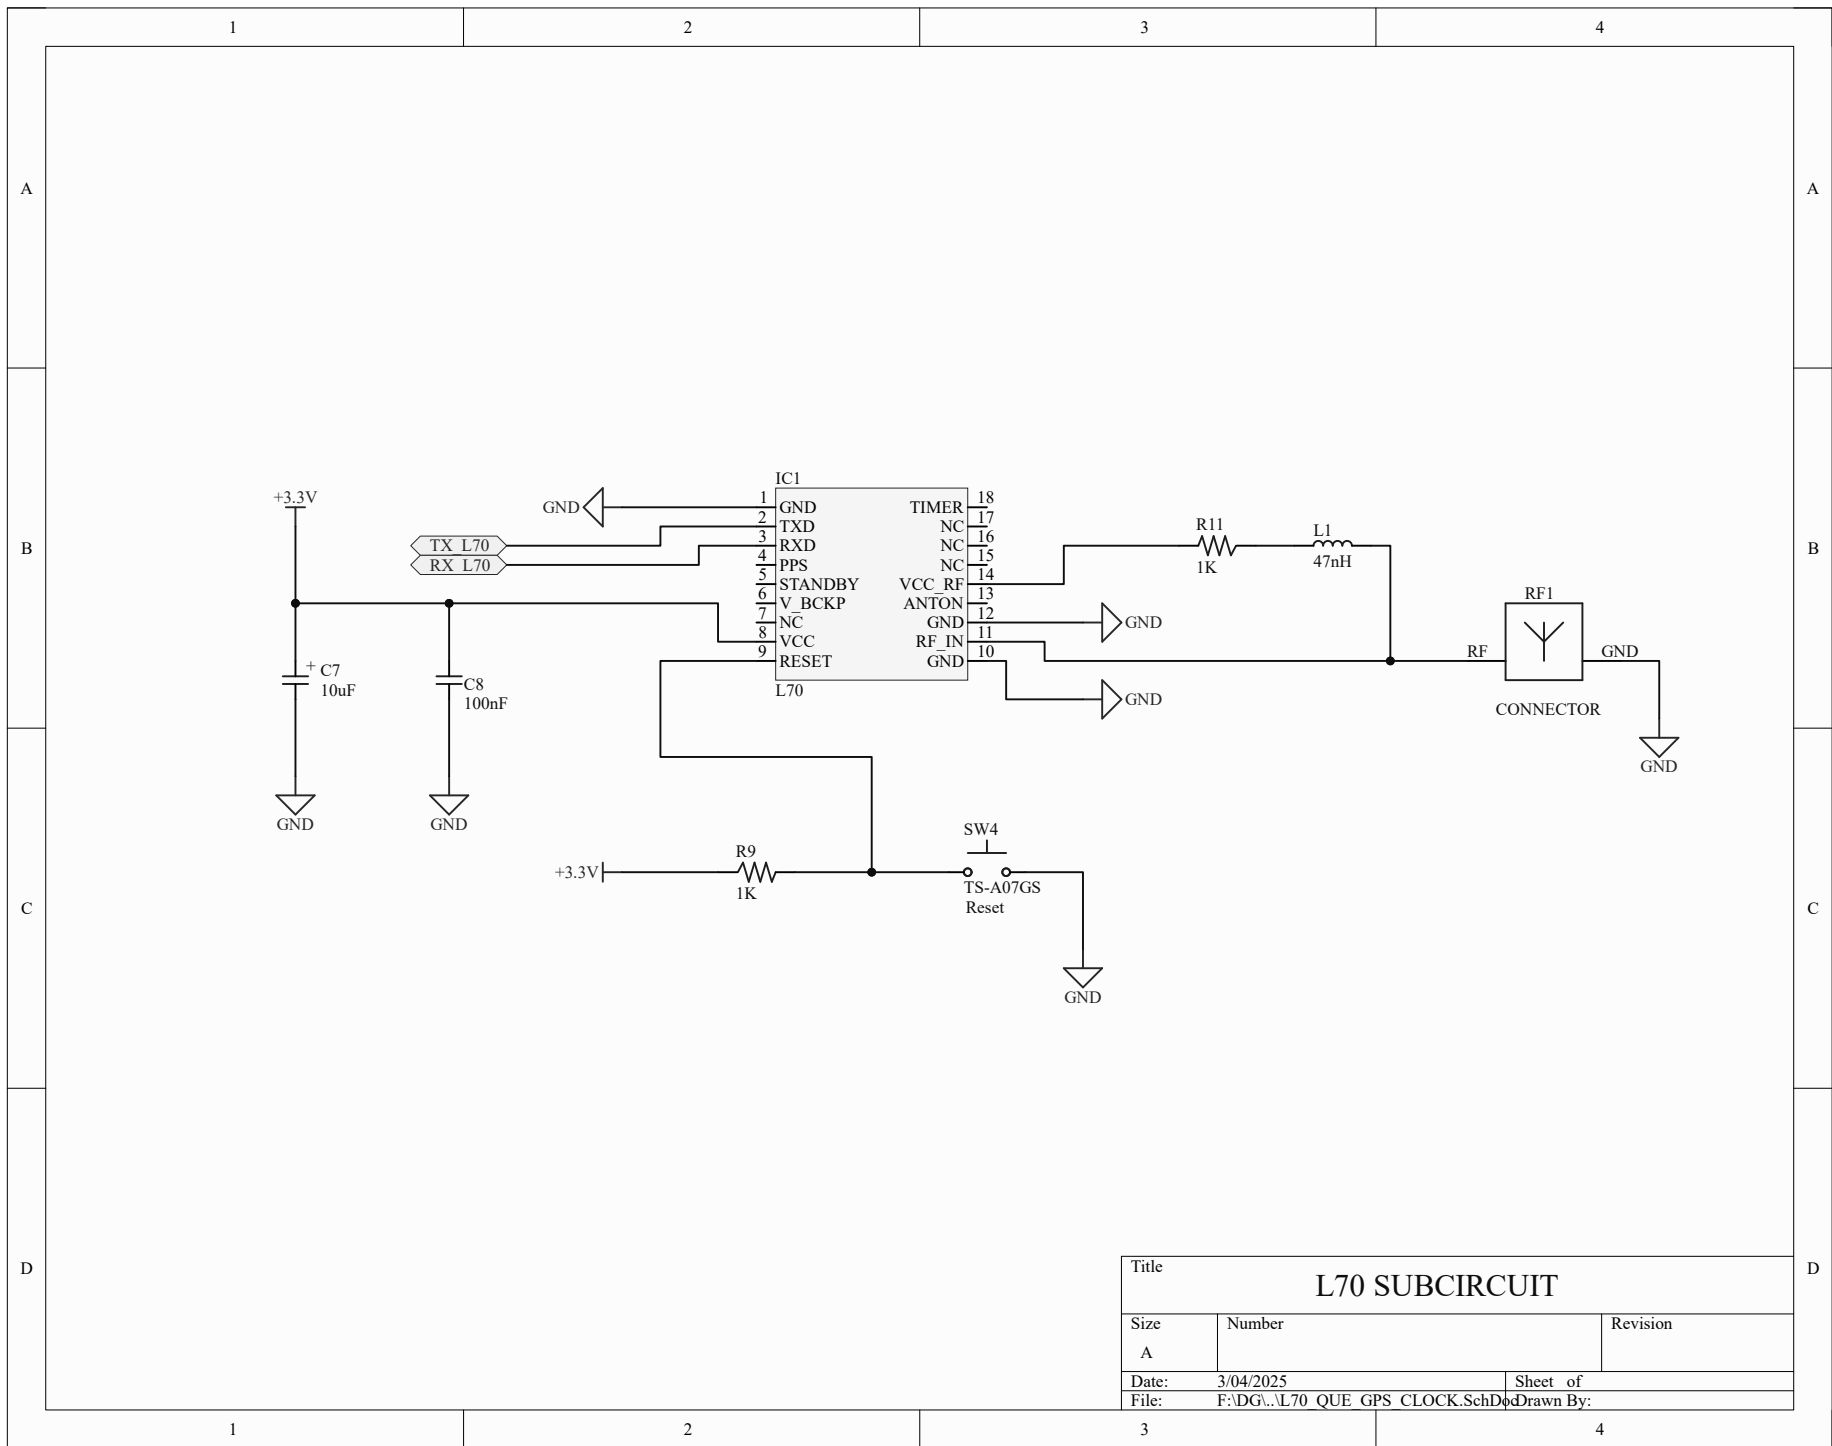 1 2 3 4
A A
B B
C C
D D
IC1
+3.3V
GND
1 GND TIMER 18
2 TXD NC 17
TX_L70
3 RXD NC 16
RX_L70
4 PPS NC 15
5 STANDBY VCC_RF 14
6 V_BCKP ANTON 13
7 NC GND 12
8 VCC RF_IN 11
9 RESET GND 10
L70
R11
1K
L1
47nH
GND
GND
RF1
RF GND
CONNECTOR
GND
+ C7
10uF
C8
100nF
GND
GND
SW4
R9
+3.3V
1K
TS-A07GS
Reset
GND
Title
L70 SUBCIRCUIT
Size Number Revision
A
Date: 3/04/2025 Sheet of
File: F:\DG\..\L70_QUE_GPS_CLOCK.SchDoc Drawn By:
1 2 3 4